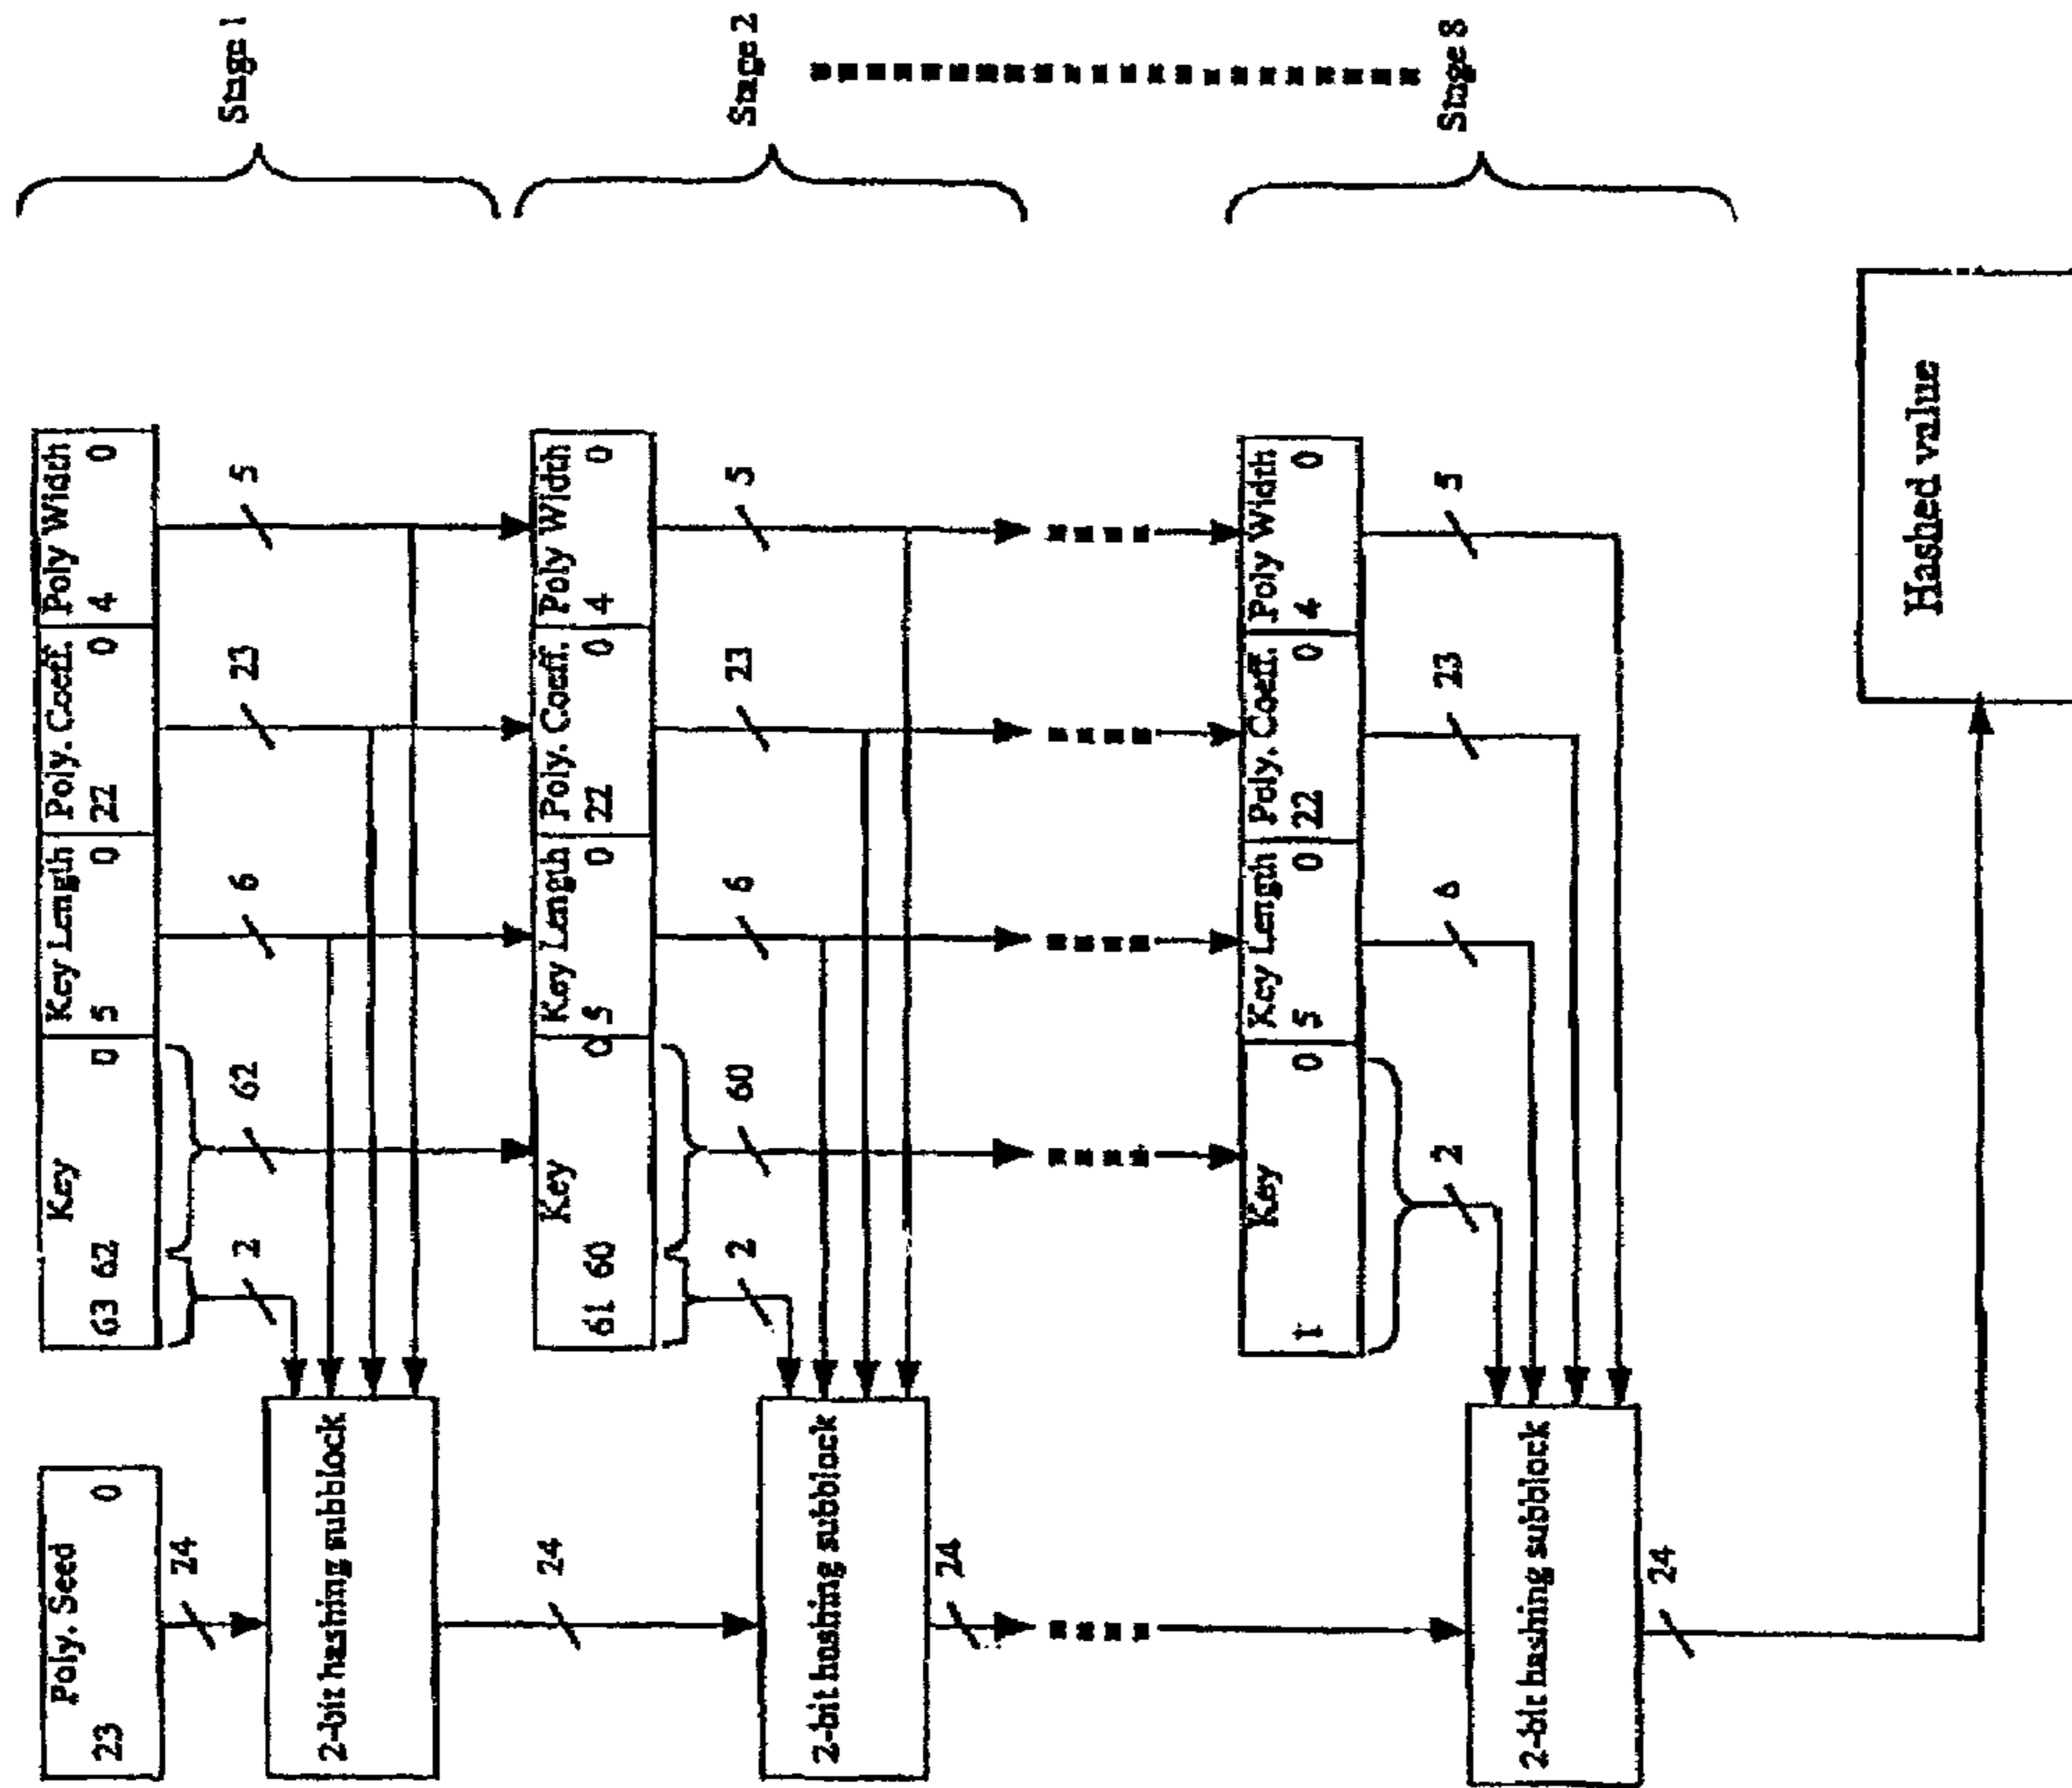 Poly. Seed
23 0
Key
63 62 0
Key Length
5 0
Poly. Coeff.
22 0
Poly Width
4 0
24
2
62
6
23
5
Stage 1
2-bit hashing subblock
24
Key
61 60 0
Key Length
5 0
Poly. Coeff.
22 0
Poly Width
4 0
2
60
6
23
5
Stage 2
2-bit hashing subblock
24
Key
1 0
Key Length
5 0
Poly. Coeff.
22 0
Poly Width
4 0
2
6
23
5
Stage 8
2-bit hashing subblock
24
Hashed value